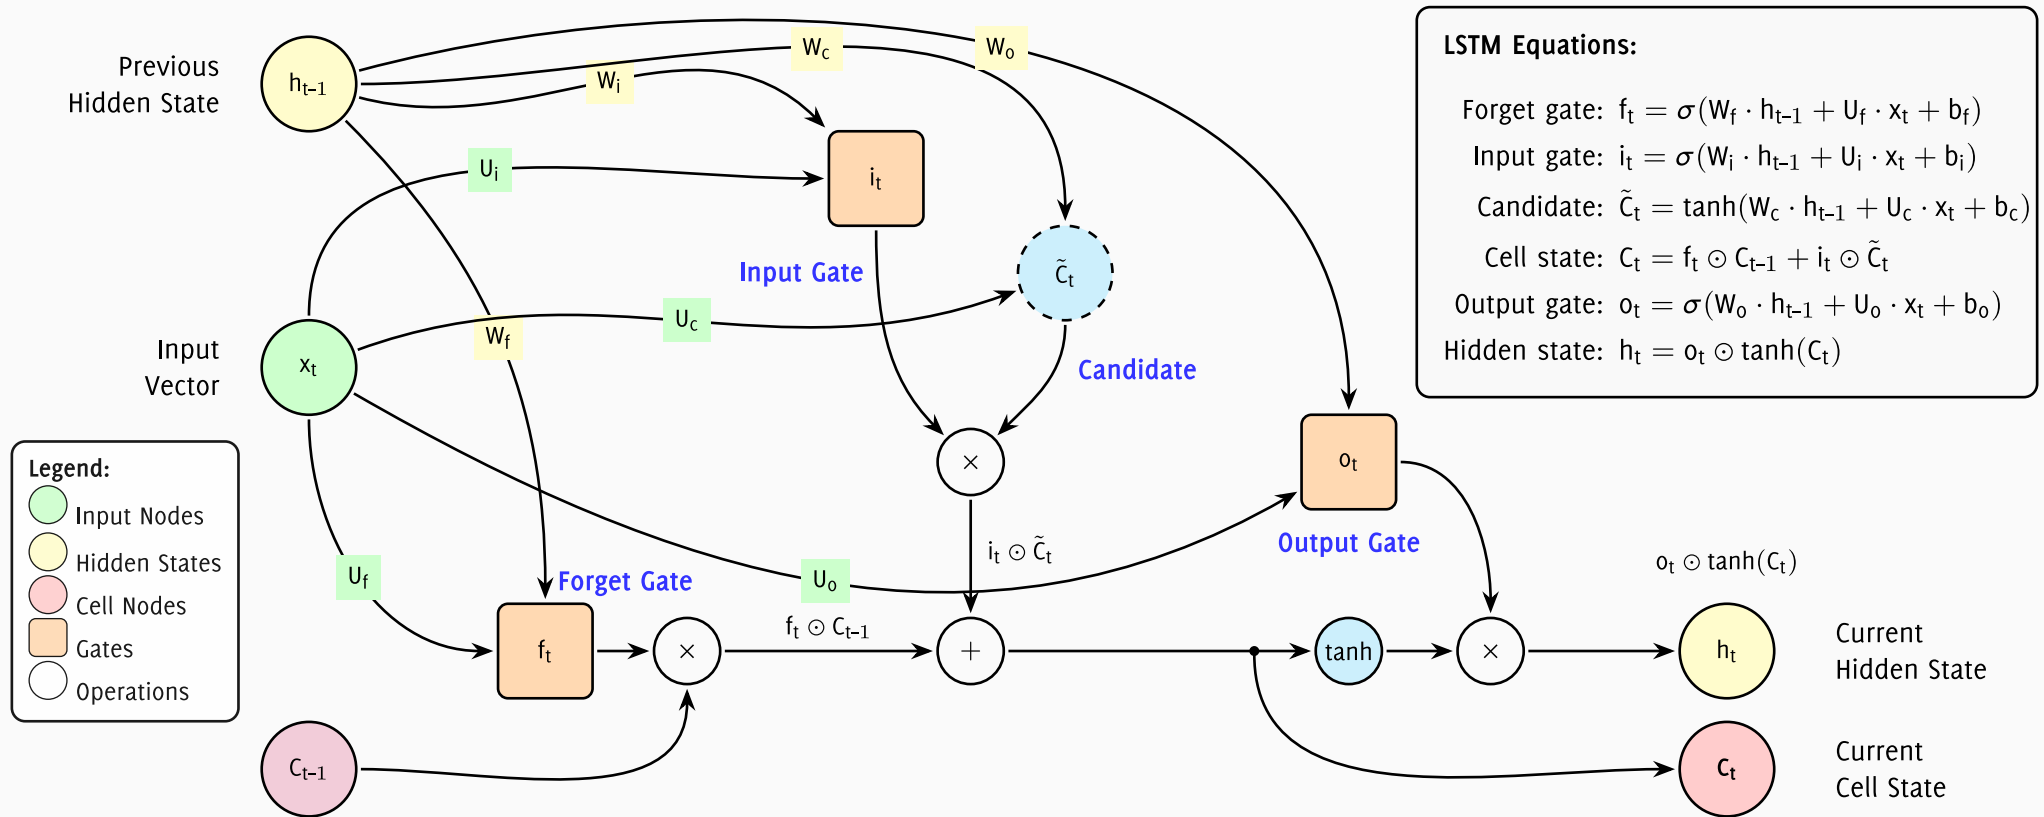 Previous
Hidden State
h_{t-1}
W_i
W_c
W_o
U_i
i_t
Input Gate
C̃_t
Candidate
Input
Vector
x_t
W_f
U_c
×
o_t
Output Gate
i_t ⊙ C̃_t
U_f
U_o
Forget Gate
f_t
×
f_t ⊙ C_{t-1}
+
tanh
×
o_t ⊙ tanh(C_t)
h_t
Current
Hidden State
C_{t-1}
C_t
Current
Cell State
LSTM Equations:
Forget gate: f_t = σ(W_f · h_{t-1} + U_f · x_t + b_f)
Input gate: i_t = σ(W_i · h_{t-1} + U_i · x_t + b_i)
Candidate: C̃_t = tanh(W_c · h_{t-1} + U_c · x_t + b_c)
Cell state: C_t = f_t ⊙ C_{t-1} + i_t ⊙ C̃_t
Output gate: o_t = σ(W_o · h_{t-1} + U_o · x_t + b_o)
Hidden state: h_t = o_t ⊙ tanh(C_t)
Legend:
Input Nodes
Hidden States
Cell Nodes
Gates
Operations